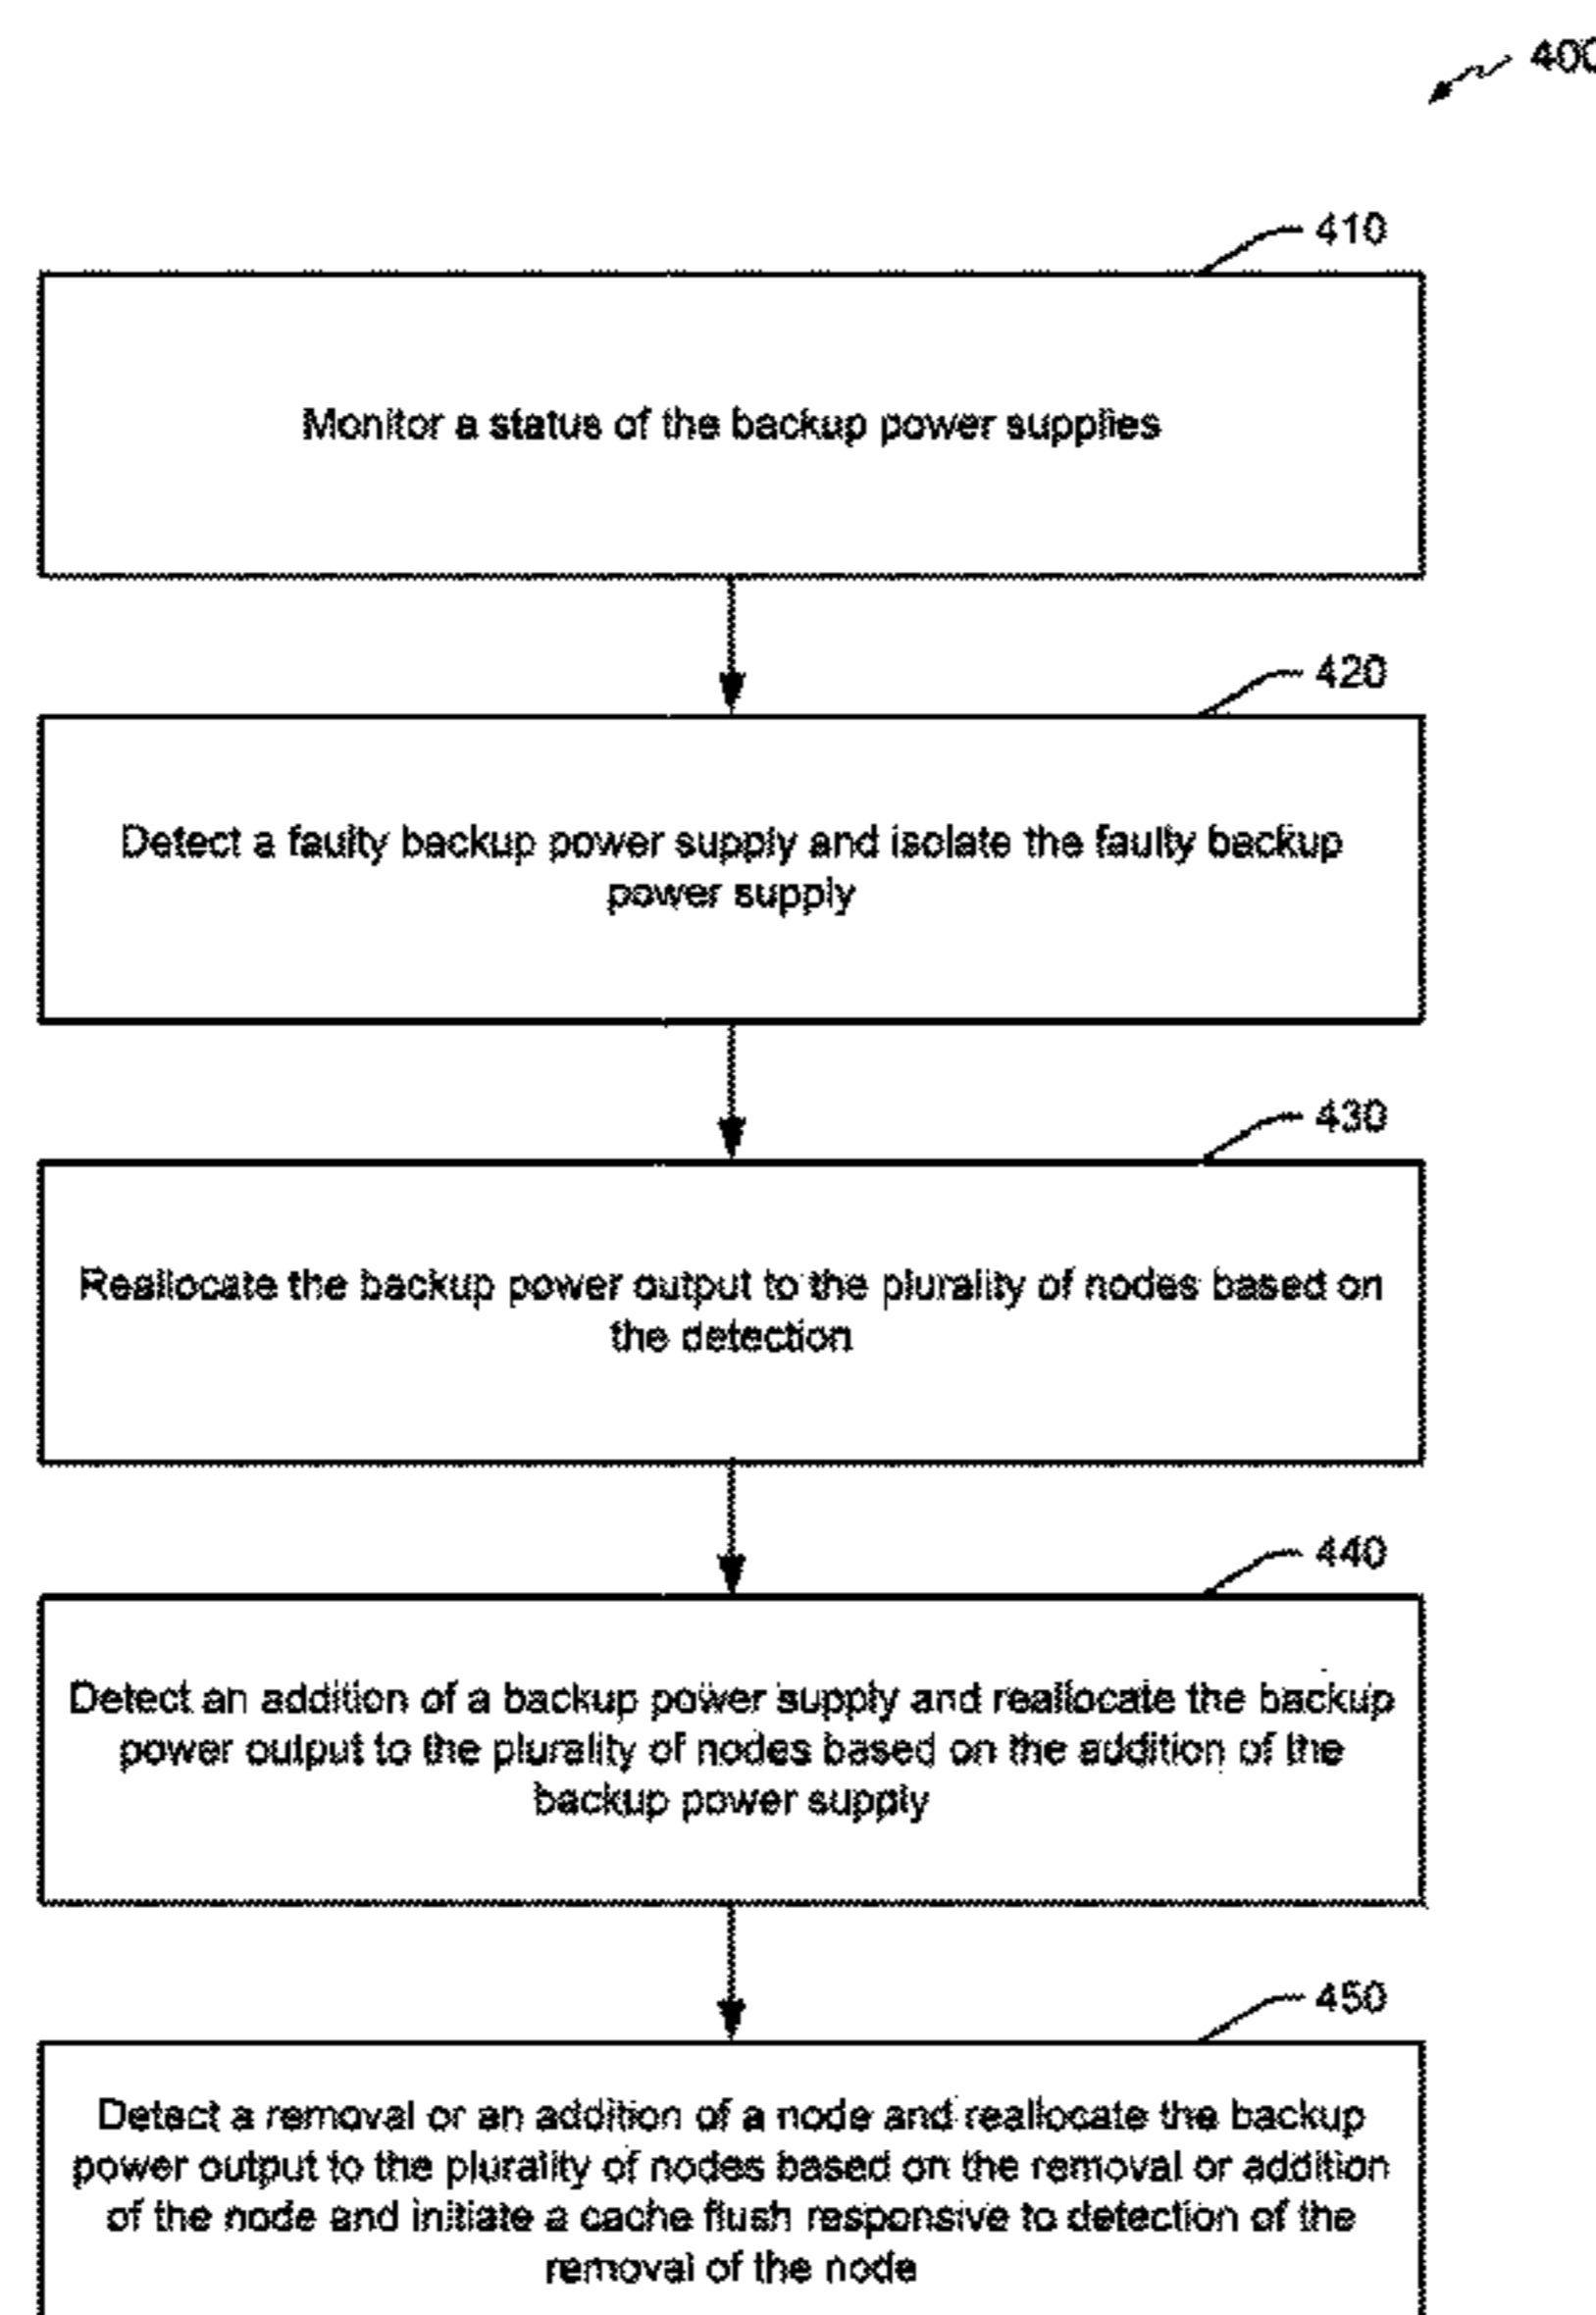 400
410
Monitor a status of the backup power supplies
420
Detect a faulty backup power supply and isolate the faulty backup
power supply
430
Reallocate the backup power output to the plurality of nodes based on
the detection
440
Detect an addition of a backup power supply and reallocate the backup
power output to the plurality of nodes based on the addition of the
backup power supply
450
Detect a removal or an addition of a node and reallocate the backup
power output to the plurality of nodes based on the removal or addition
of the node and initiate a cache flush responsive to detection of the
removal of the node